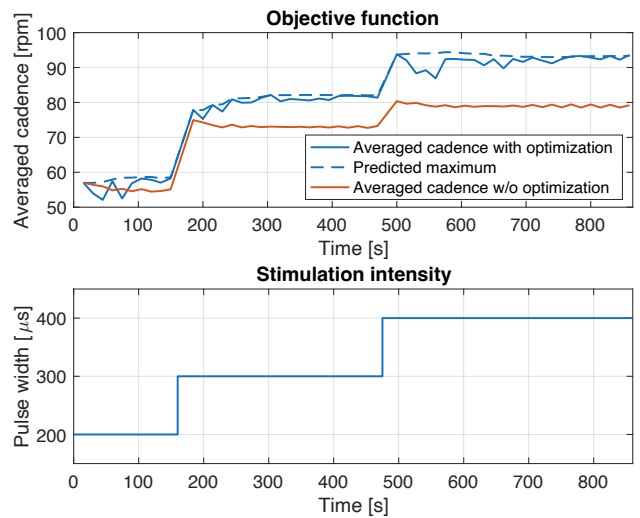 Objective function
Averaged cadence [rpm]
100
90
80
70
60
50
Averaged cadence with optimization
Predicted maximum
Averaged cadence w/o optimization
0 100 200 300 400 500 600 700 800
Time [s]
Stimulation intensity
Pulse width [μs]
400
300
200
0 100 200 300 400 500 600 700 800
Time [s]